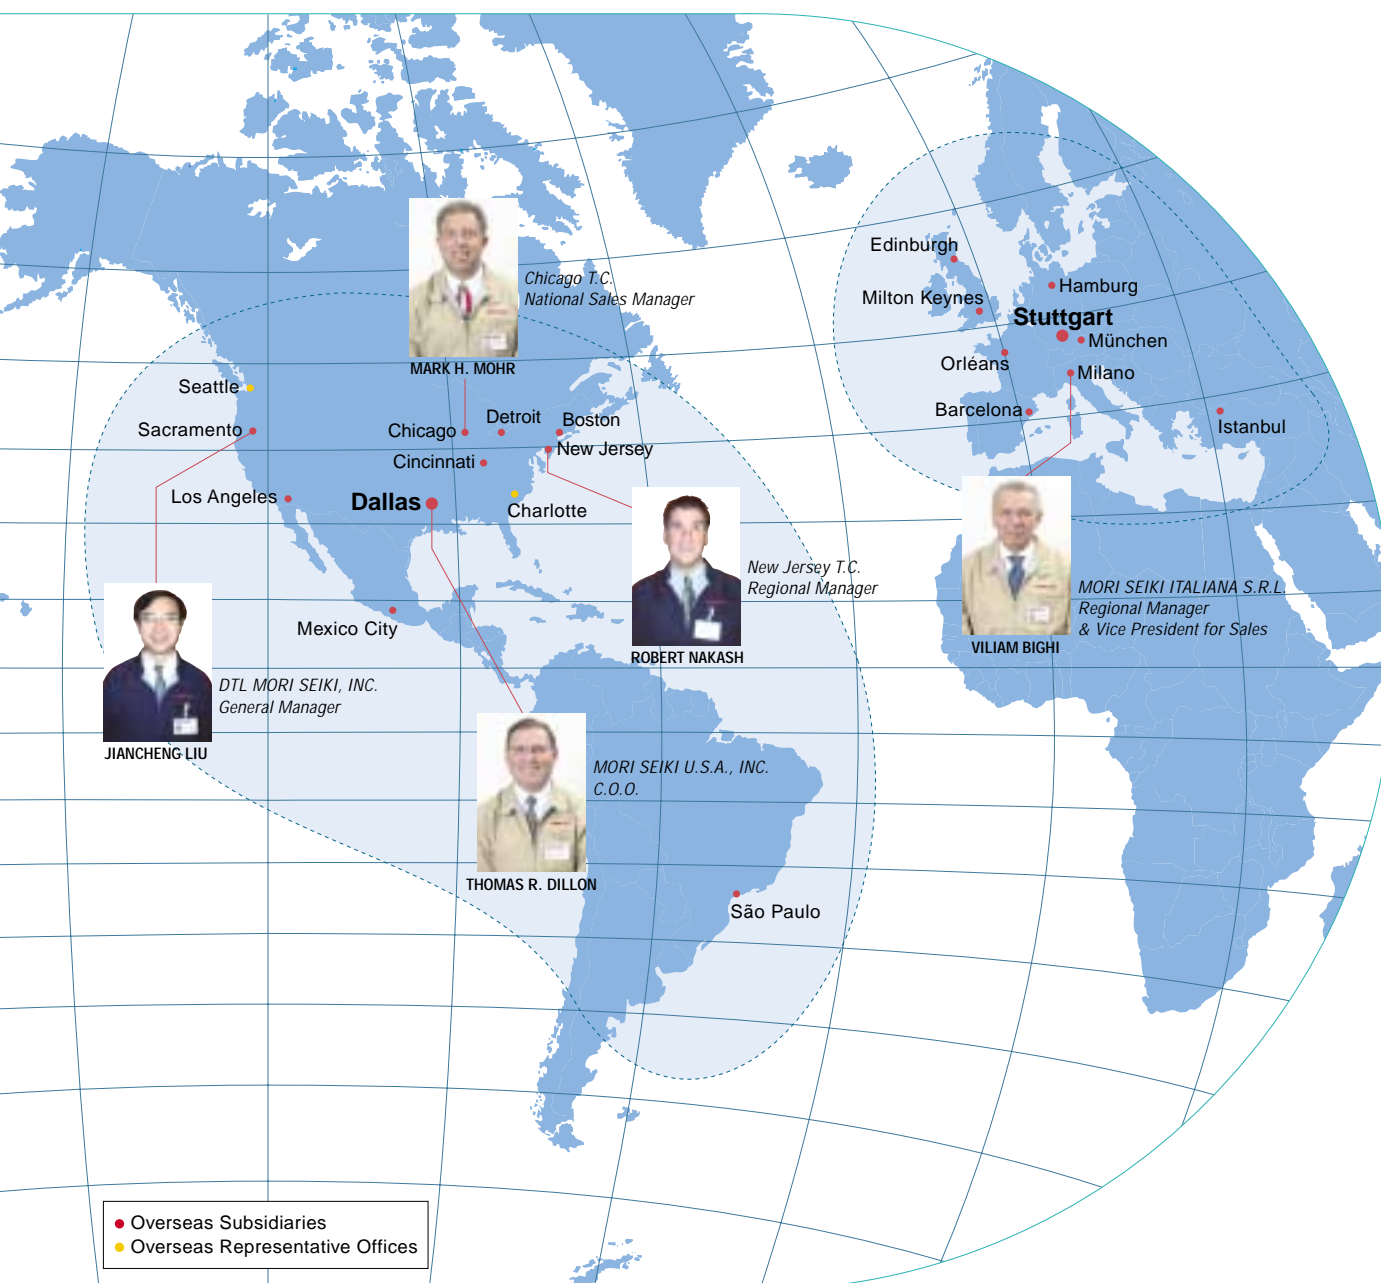 Edinburgh
Hamburg
Milton Keynes
Stuttgart
München
Orléans
Milano
Barcelona
Istanbul
Chicago T.C.
National Sales Manager
MARK H. MOHR
Seattle
Sacramento
Chicago
Detroit
Boston
New Jersey
Cincinnati
Los Angeles
Dallas
Charlotte
Mexico City
New Jersey T.C.
Regional Manager
ROBERT NAKASH
MORI SEIKI ITALIANA S.R.L.
Regional Manager
& Vice President for Sales
VILIAM BIGHI
DTL MORI SEIKI, INC.
General Manager
JIANCHENG LIU
MORI SEIKI U.S.A., INC.
C.O.O.
THOMAS R. DILLON
São Paulo
Overseas Subsidiaries
Overseas Representative Offices